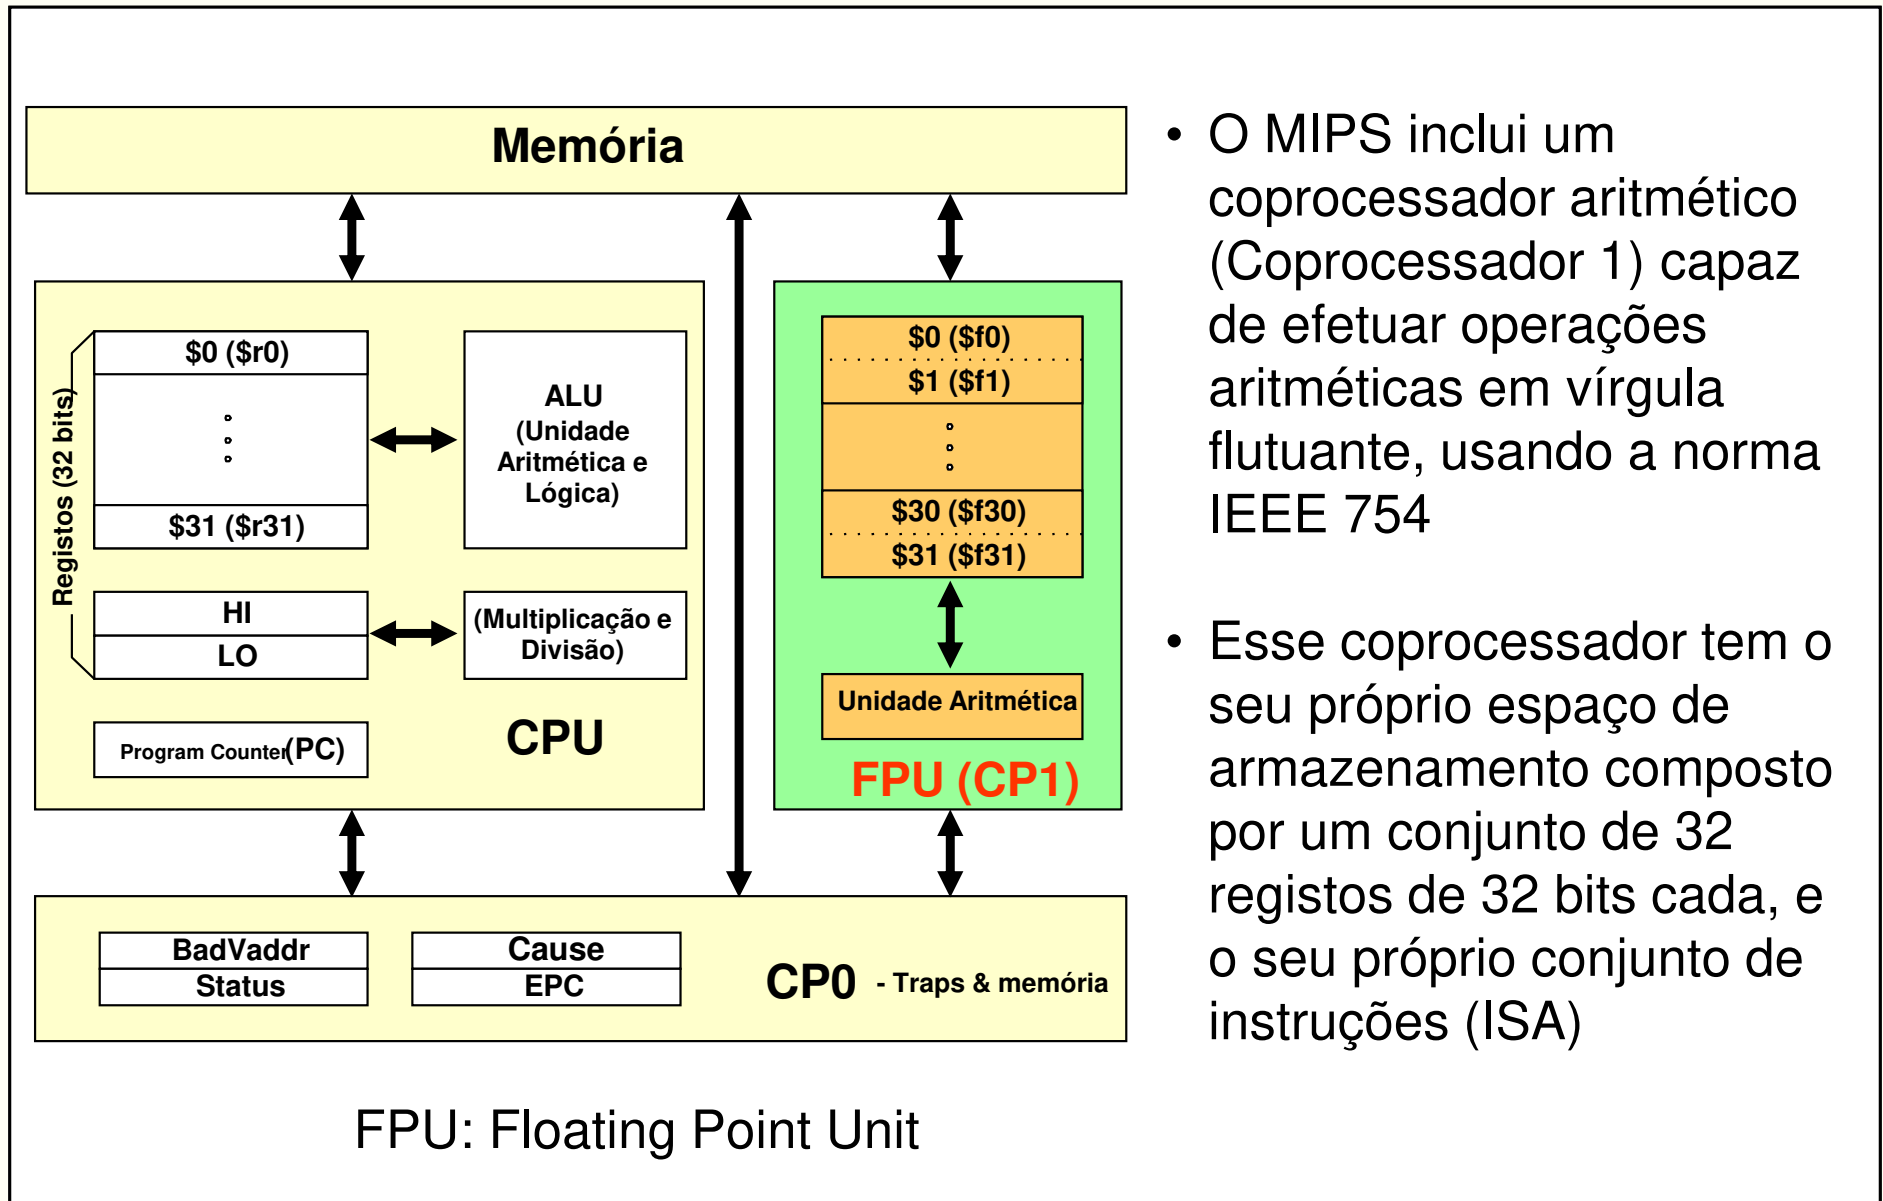 Memória
Registos (32 bits)
$0 ($r0)
$31 ($r31)
ALU
(Unidade
Aritmética e
Lógica)
HI
LO
(Multiplicação e
Divisão)
Program Counter(PC)
CPU
$0 ($f0)
$1 ($f1)
$30 ($f30)
$31 ($f31)
Unidade Aritmética
FPU (CP1)
BadVaddr
Status
Cause
EPC
CP0 - Traps & memória
FPU: Floating Point Unit
• O MIPS inclui um
coprocessador aritmético
(Coprocessador 1) capaz
de efetuar operações
aritméticas em vírgula
flutuante, usando a norma
IEEE 754
• Esse coprocessador tem o
seu próprio espaço de
armazenamento composto
por um conjunto de 32
registos de 32 bits cada, e
o seu próprio conjunto de
instruções (ISA)